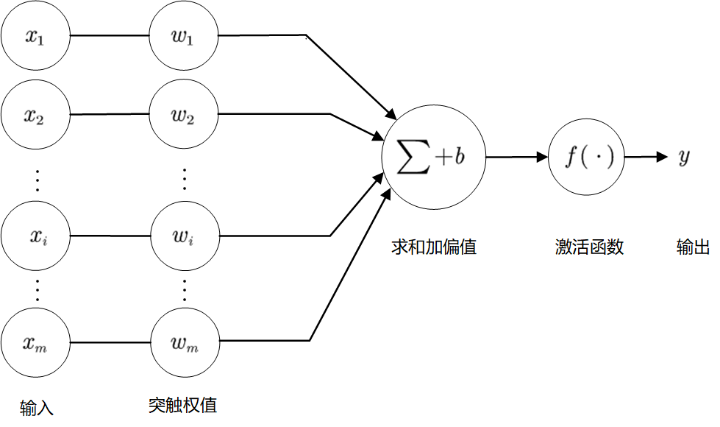 x₁ w₁
x₂ w₂
∑ +b f(·) y
⋮ ⋮
xᵢ wᵢ
求和加偏值 激活函数 输出
⋮ ⋮
xₘ wₘ
输入 突触权值